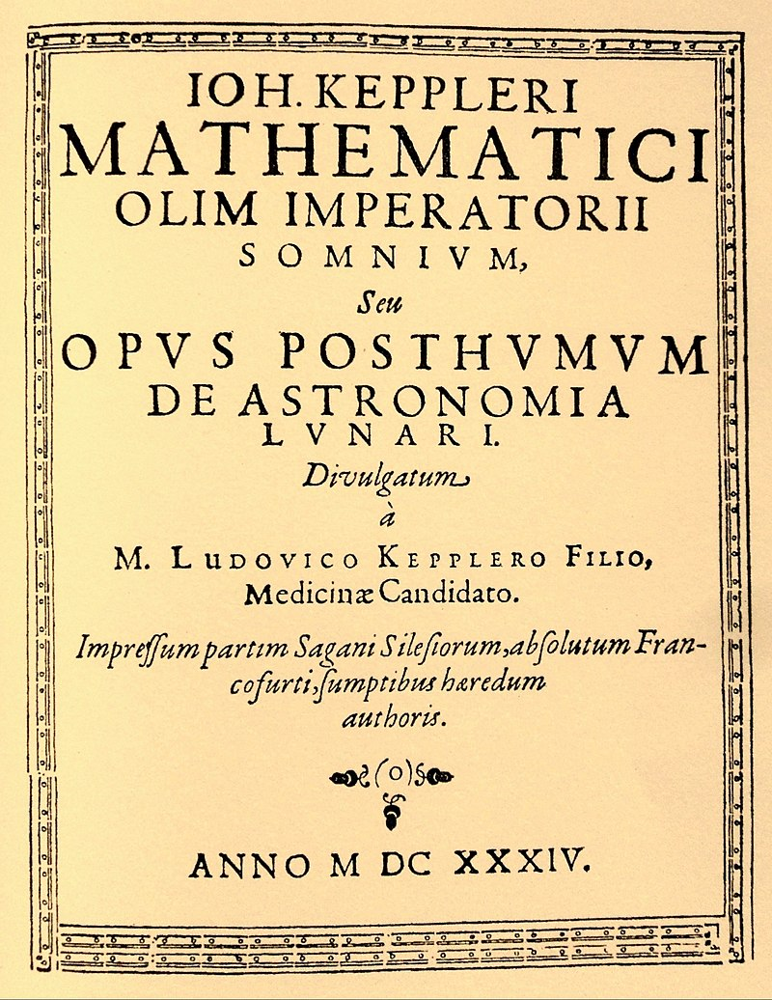 IOH. KEPPLERI
MATHEMATICI
OLIM IMPERATORII
SOMNIVM,
Seu
OPVS POSTHVMVM
DE ASTRONOMIA
LVNARI.
Divulgatum
à
M. LUDOVICO KEPPLERO FILIO,
Medicinæ Candidato.
Impreſſum partim Sagani Sileſiorum, abſolutum Fran-
cofurti, ſumptibus hæredum
authoris.
(O)
ANNO M DC XXXIV.